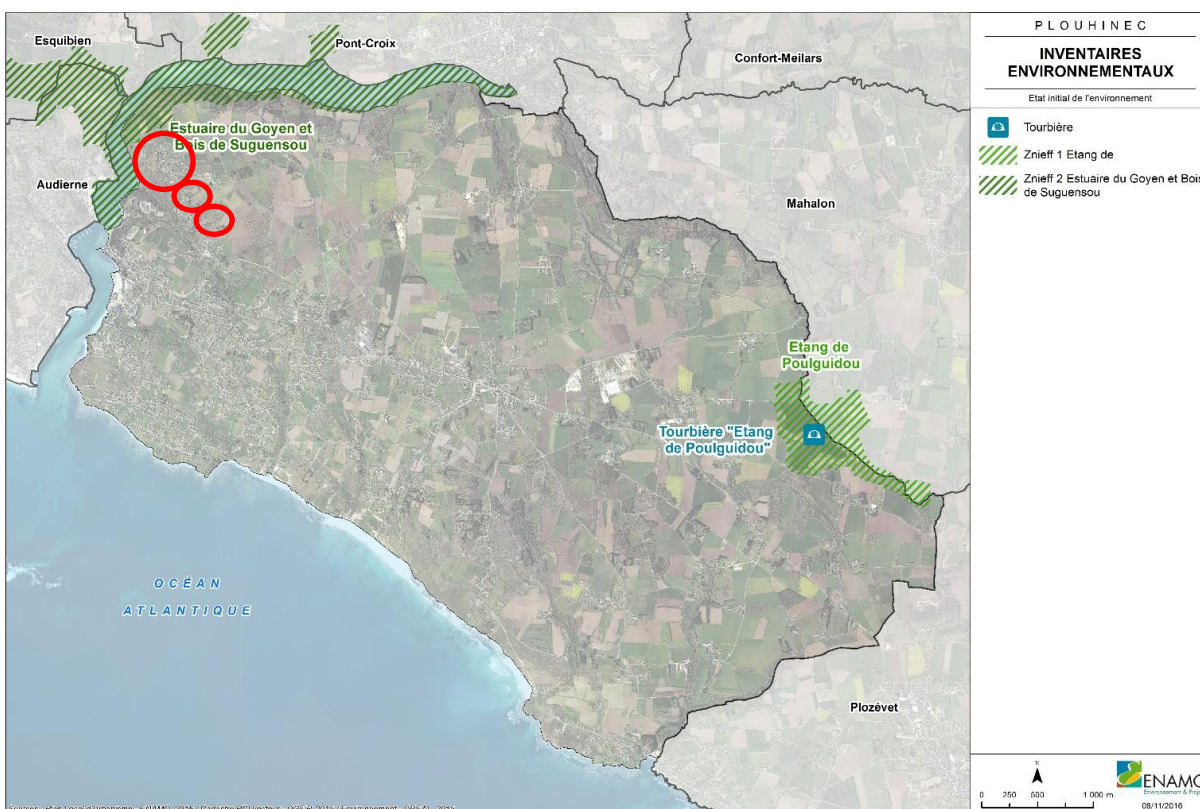 Esquibien
Pont-Croix
Confort-Meilars
Estuaire du Goyen et
Bois de Suguensou
Audierne
Mahalon
Etang de
Poulguidou
Tourbière "Etang
de Poulguidou"
OCÉAN
ATLANTIQUE
Plozévet
PLOUHINEC
INVENTAIRES
ENVIRONNEMENTAUX
Etat initial de l'environnement
Tourbière
Znieff 1 Etang de
Znieff 2 Estuaire du Goyen et Bois
de Suguensou
N
0 250 500 1 000 m
ENAMO
08/11/2016